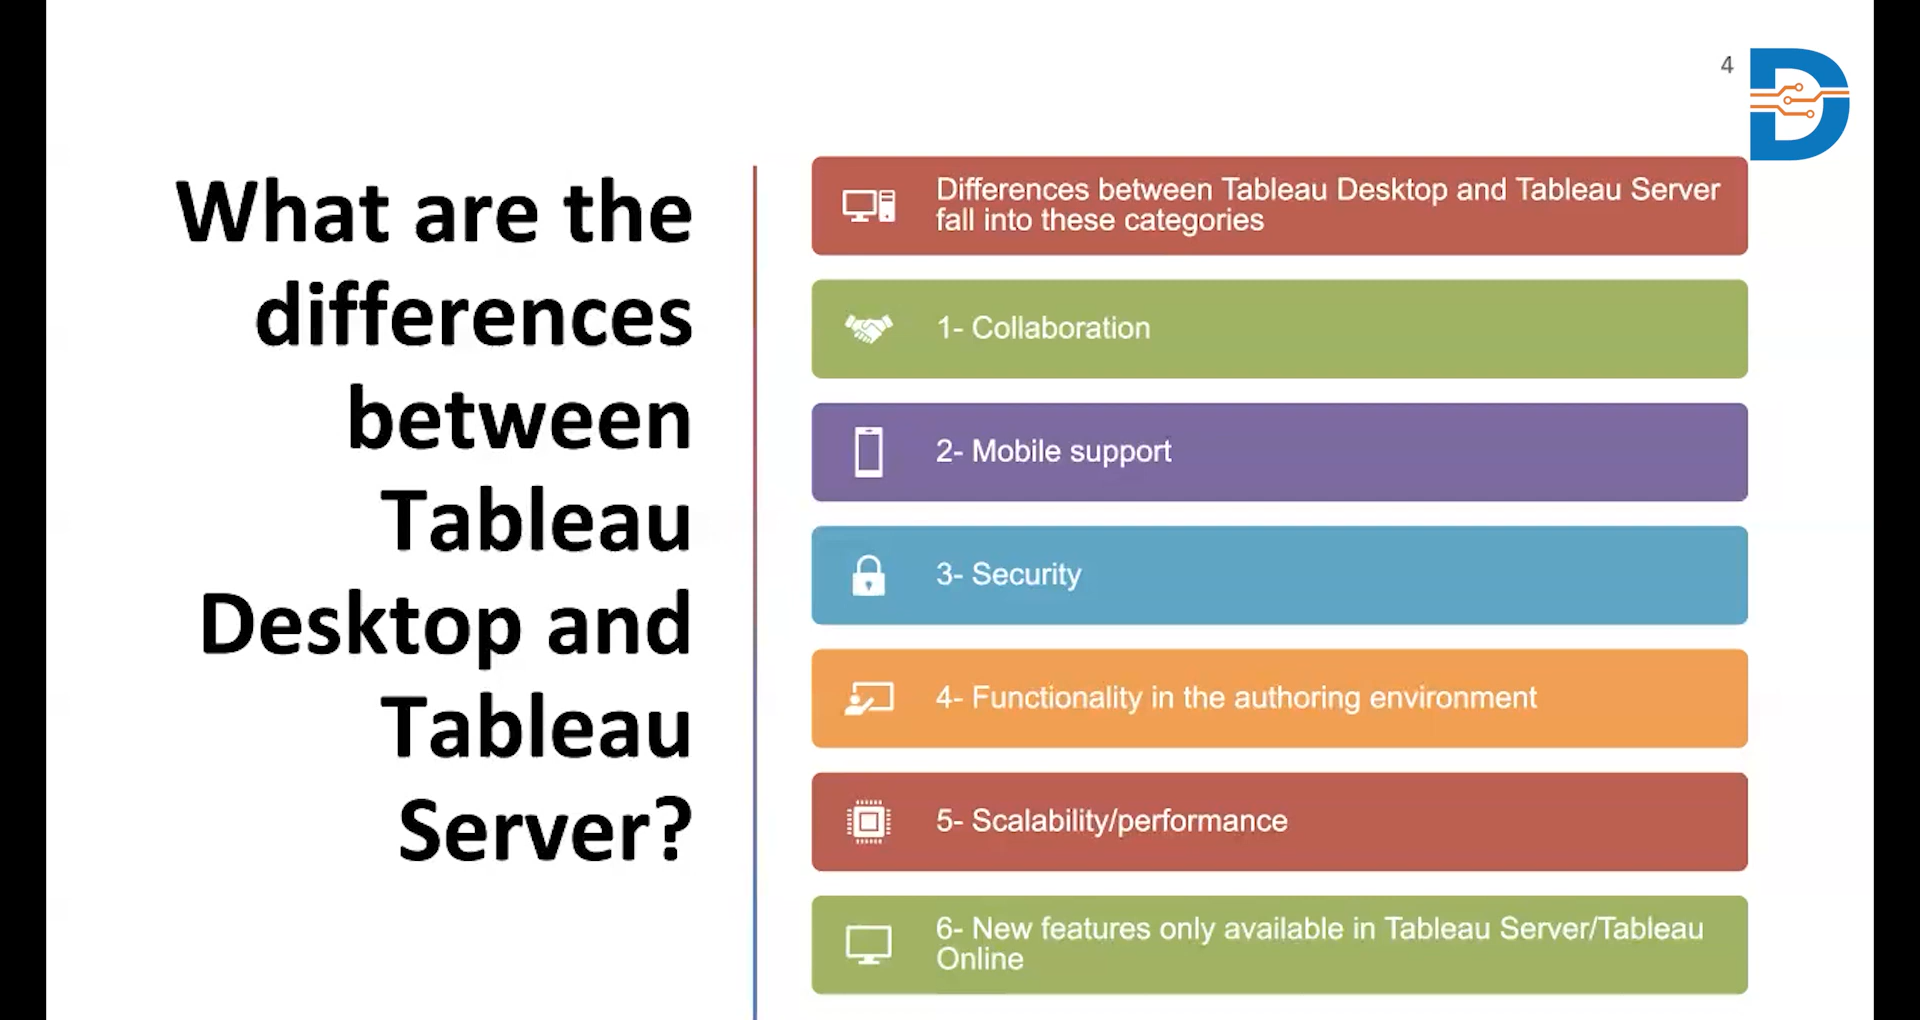 4
What are the
differences
between
Tableau
Desktop and
Tableau
Server?
Differences between Tableau Desktop and Tableau Server
fall into these categories
1- Collaboration
2- Mobile support
3- Security
4- Functionality in the authoring environment
5- Scalability/performance
6- New features only available in Tableau Server/Tableau
Online